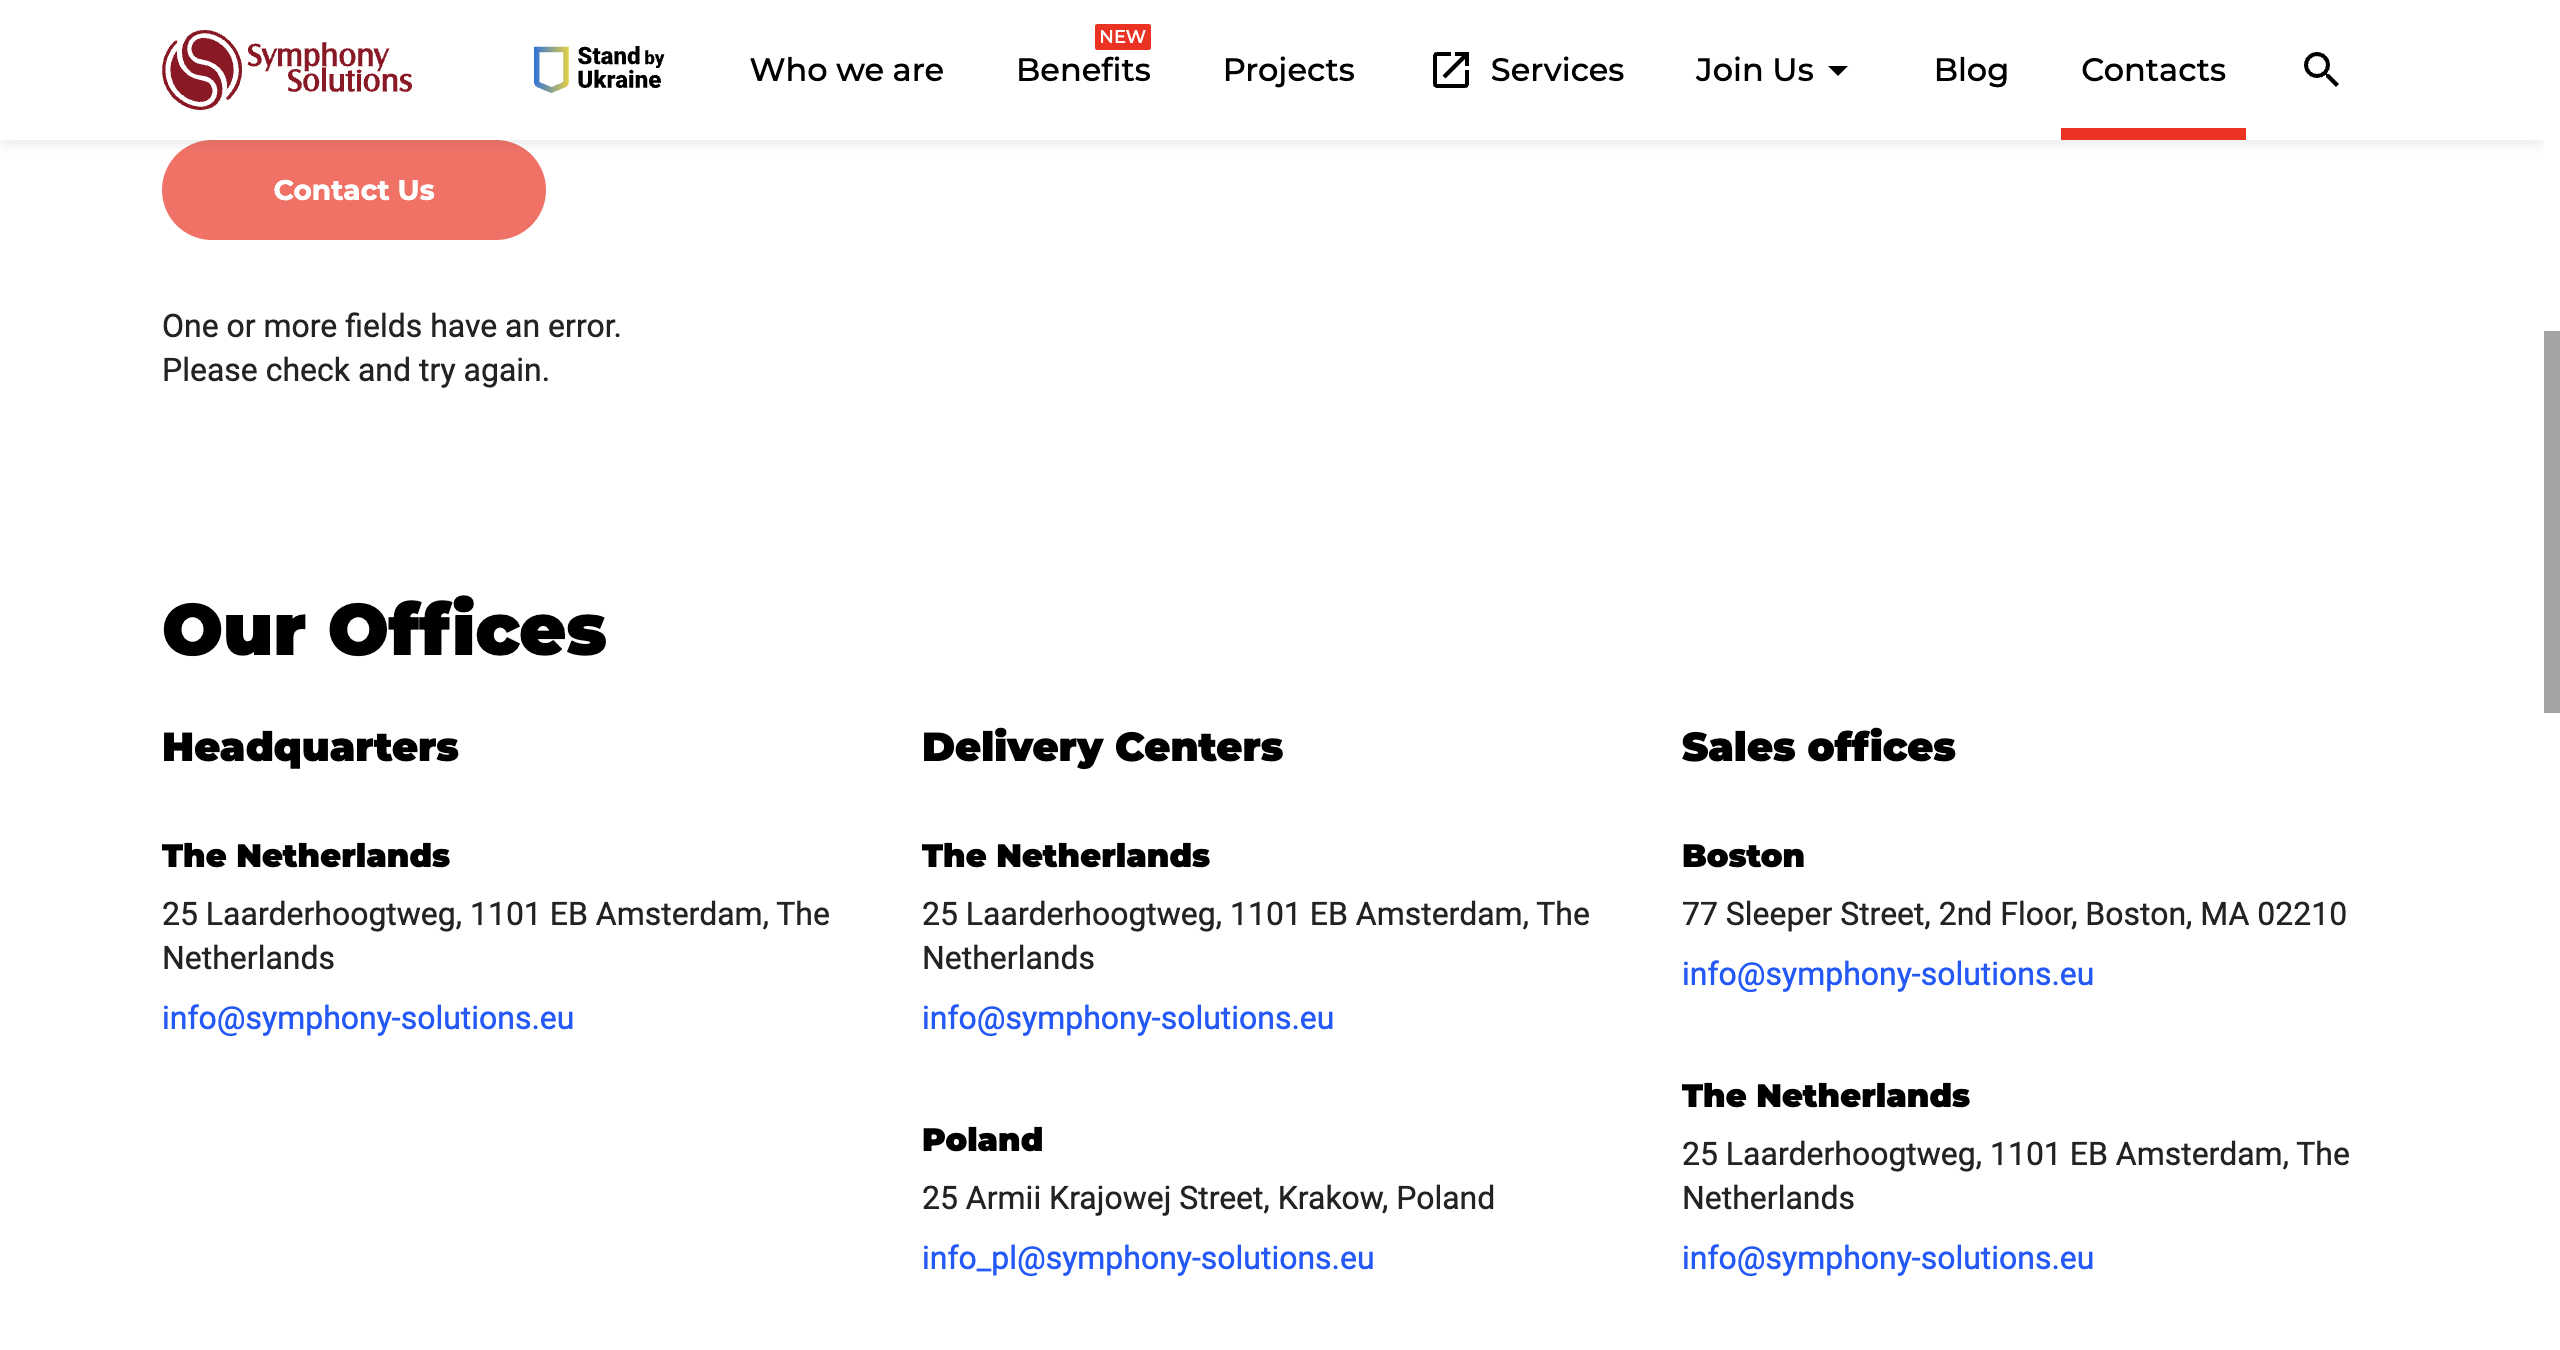 Symphony
Solutions
Stand by
Ukraine
Who we are
NEW
Benefits
Projects
Services
Join Us
Blog
Contacts
Contact Us
One or more fields have an error.
Please check and try again.
Our Offices
Headquarters
The Netherlands
25 Laarderhoogtweg, 1101 EB Amsterdam, The
Netherlands
info@symphony-solutions.eu
Delivery Centers
The Netherlands
25 Laarderhoogtweg, 1101 EB Amsterdam, The
Netherlands
info@symphony-solutions.eu
Poland
25 Armii Krajowej Street, Krakow, Poland
info_pl@symphony-solutions.eu
Sales offices
Boston
77 Sleeper Street, 2nd Floor, Boston, MA 02210
info@symphony-solutions.eu
The Netherlands
25 Laarderhoogtweg, 1101 EB Amsterdam, The
Netherlands
info@symphony-solutions.eu